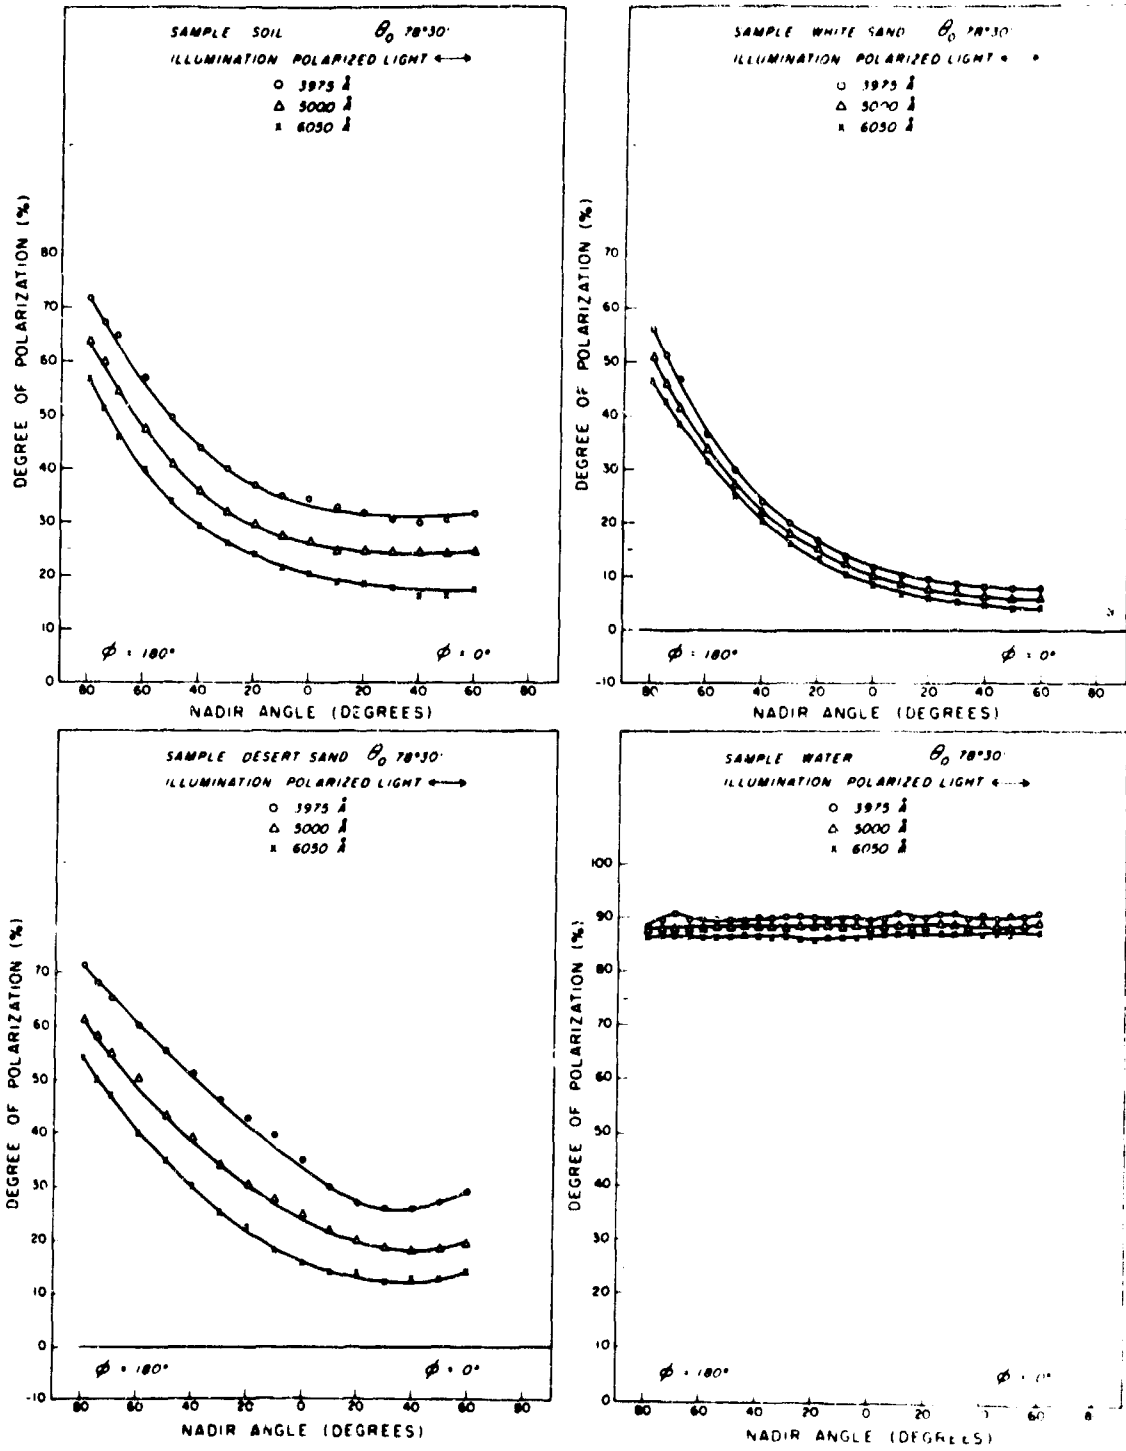 SAMPLE SOIL θ₀ 78°30'
ILLUMINATION POLARIZED LIGHT ↔
○ 3975 Å
△ 5000 Å
x 6050 Å
DEGREE OF POLARIZATION (%)
80
70
60
50
40
30
20
10
0
φ = 180°
φ = 0°
80 60 40 20 0 20 40 60 80
NADIR ANGLE (DEGREES)
SAMPLE WHITE SAND θ₀ 78°30'
ILLUMINATION POLARIZED LIGHT
○ 3975 Å
△ 5000 Å
x 6050 Å
DEGREE OF POLARIZATION (%)
70
60
50
40
30
20
10
0
-10
φ = 180°
φ = 0°
80 60 40 20 0 20 40 60 80
NADIR ANGLE (DEGREES)
SAMPLE DESERT SAND θ₀ 78°30'
ILLUMINATION POLARIZED LIGHT ↔
○ 3975 Å
△ 5000 Å
x 6050 Å
DEGREE OF POLARIZATION (%)
70
60
50
40
30
20
10
0
-10
φ = 180°
φ = 0°
80 60 40 20 0 20 40 60 80
NADIR ANGLE (DEGREES)
SAMPLE WATER θ₀ 78°30'
ILLUMINATION POLARIZED LIGHT ↔
○ 3975 Å
△ 5000 Å
x 6050 Å
DEGREE OF POLARIZATION (%)
100
90
80
70
60
50
40
30
20
10
0
φ = 180°
φ = 0°
80 60 40 20 0 20 60
NADIR ANGLE (DEGREES)